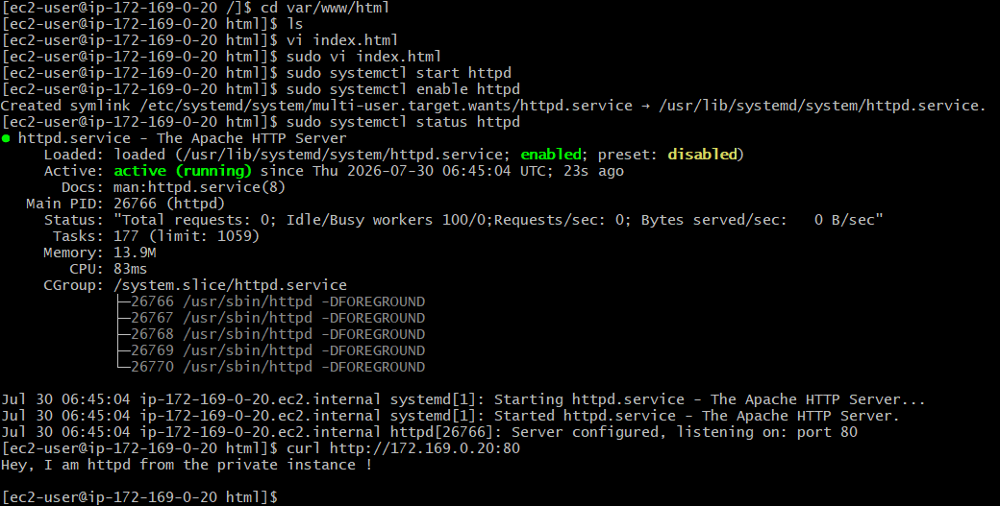 [ec2-user@ip-172-169-0-20 /]$ cd var/www/html
[ec2-user@ip-172-169-0-20 html]$ ls
[ec2-user@ip-172-169-0-20 html]$ vi index.html
[ec2-user@ip-172-169-0-20 html]$ sudo vi index.html
[ec2-user@ip-172-169-0-20 html]$ sudo systemctl start httpd
[ec2-user@ip-172-169-0-20 html]$ sudo systemctl enable httpd
Created symlink /etc/systemd/system/multi-user.target.wants/httpd.service → /usr/lib/systemd/system/httpd.service.
[ec2-user@ip-172-169-0-20 html]$ sudo systemctl status httpd
● httpd.service - The Apache HTTP Server
     Loaded: loaded (/usr/lib/systemd/system/httpd.service; enabled; preset: disabled)
     Active: active (running) since Thu 2026-07-30 06:45:04 UTC; 23s ago
       Docs: man:httpd.service(8)
   Main PID: 26766 (httpd)
     Status: "Total requests: 0; Idle/Busy workers 100/0;Requests/sec: 0; Bytes served/sec:   0 B/sec"
      Tasks: 177 (limit: 1059)
     Memory: 13.9M
        CPU: 83ms
     CGroup: /system.slice/httpd.service
             ├─26766 /usr/sbin/httpd -DFOREGROUND
             ├─26767 /usr/sbin/httpd -DFOREGROUND
             ├─26768 /usr/sbin/httpd -DFOREGROUND
             ├─26769 /usr/sbin/httpd -DFOREGROUND
             └─26770 /usr/sbin/httpd -DFOREGROUND

Jul 30 06:45:04 ip-172-169-0-20.ec2.internal systemd[1]: Starting httpd.service - The Apache HTTP Server...
Jul 30 06:45:04 ip-172-169-0-20.ec2.internal systemd[1]: Started httpd.service - The Apache HTTP Server.
Jul 30 06:45:04 ip-172-169-0-20.ec2.internal httpd[26766]: Server configured, listening on: port 80
[ec2-user@ip-172-169-0-20 html]$ curl http://172.169.0.20:80
Hey, I am httpd from the private instance !

[ec2-user@ip-172-169-0-20 html]$